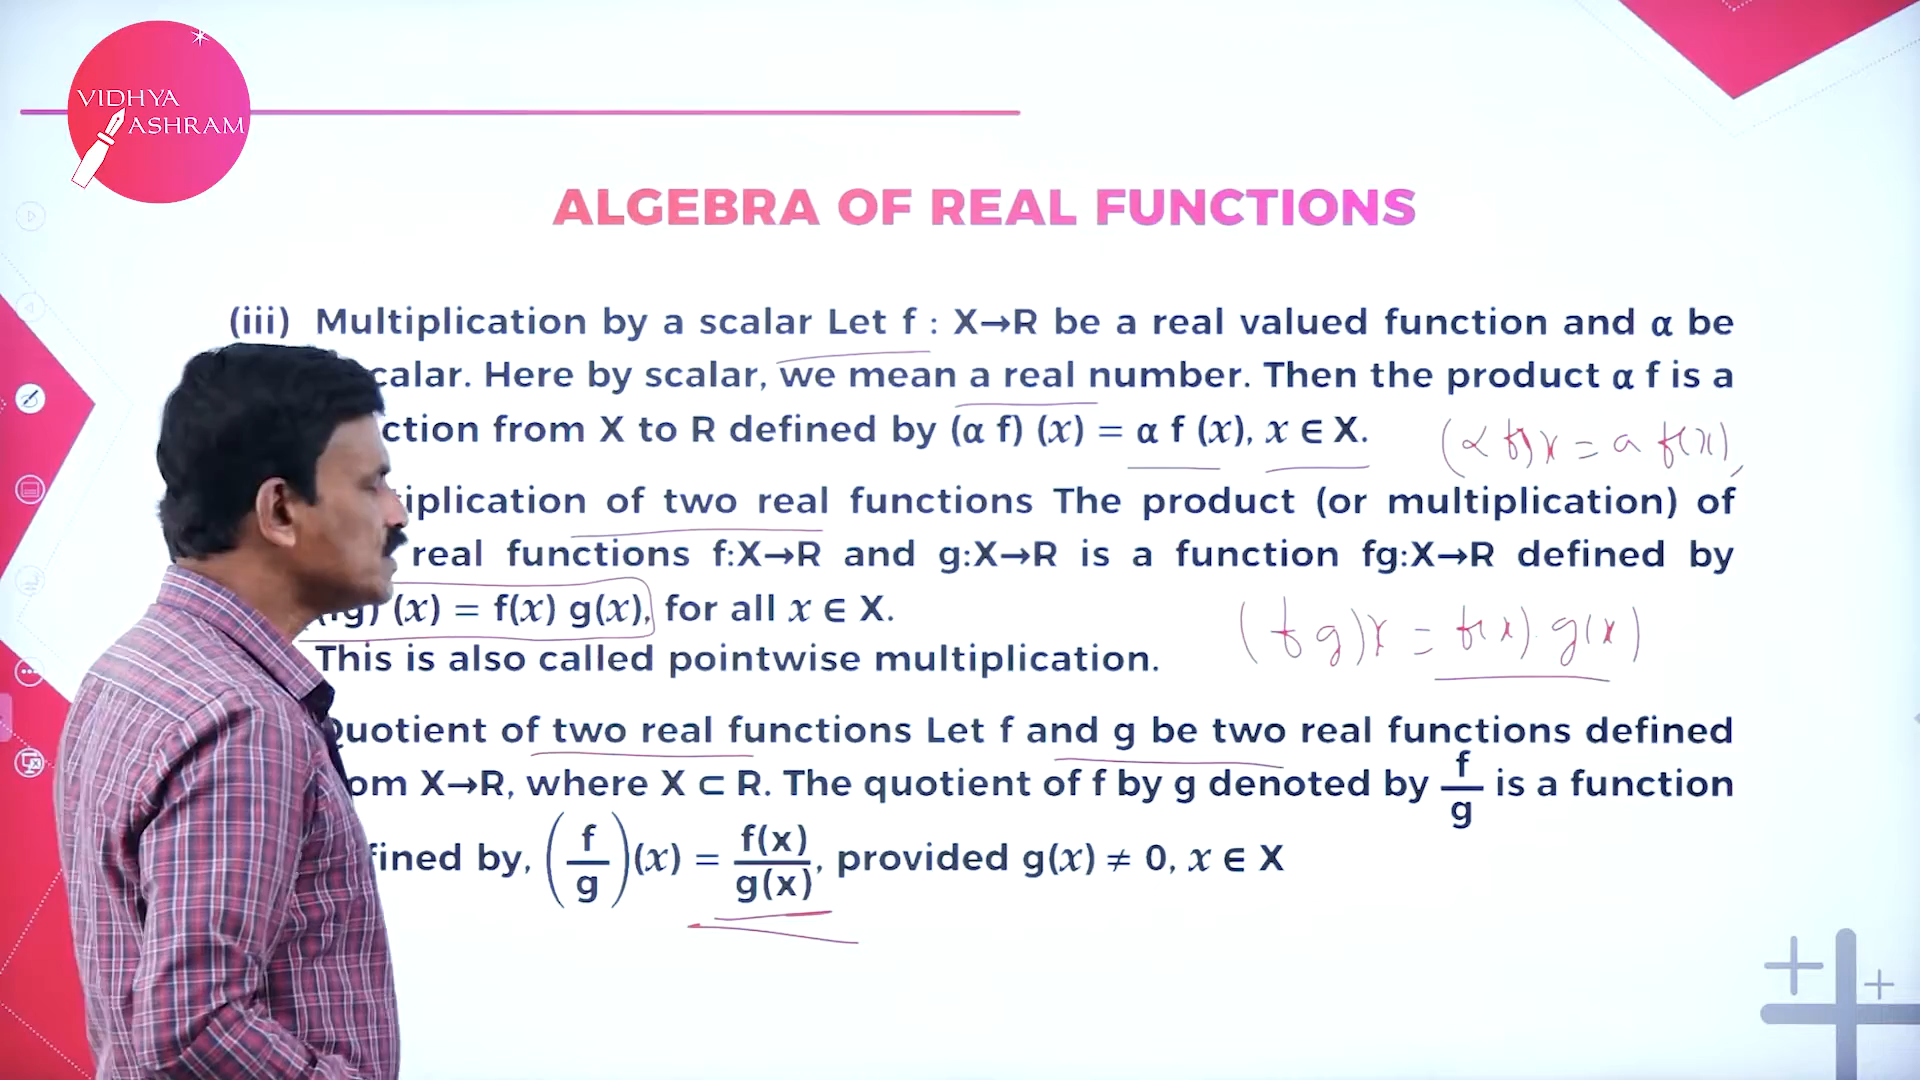 VIDHYA
ASHRAM
ALGEBRA OF REAL FUNCTIONS
(iii) Multiplication by a scalar Let f : X→R be a real valued function and α be
calar. Here by scalar, we mean a real number. Then the product α f is a
ction from X to R defined by (α f) (x) = α f (x), x ∈ X.
(α f)x = a f(x),
iplication of two real functions The product (or multiplication) of
real functions f:X→R and g:X→R is a function fg:X→R defined by
(fg) (x) = f(x) g(x), for all x ∈ X.
(fg)x = f(x). g(x)
This is also called pointwise multiplication.
Quotient of two real functions Let f and g be two real functions defined
om X→R, where X ⊂ R. The quotient of f by g denoted by f/g is a function
fined by, (f/g)(x) = f(x)/g(x), provided g(x) ≠ 0, x ∈ X